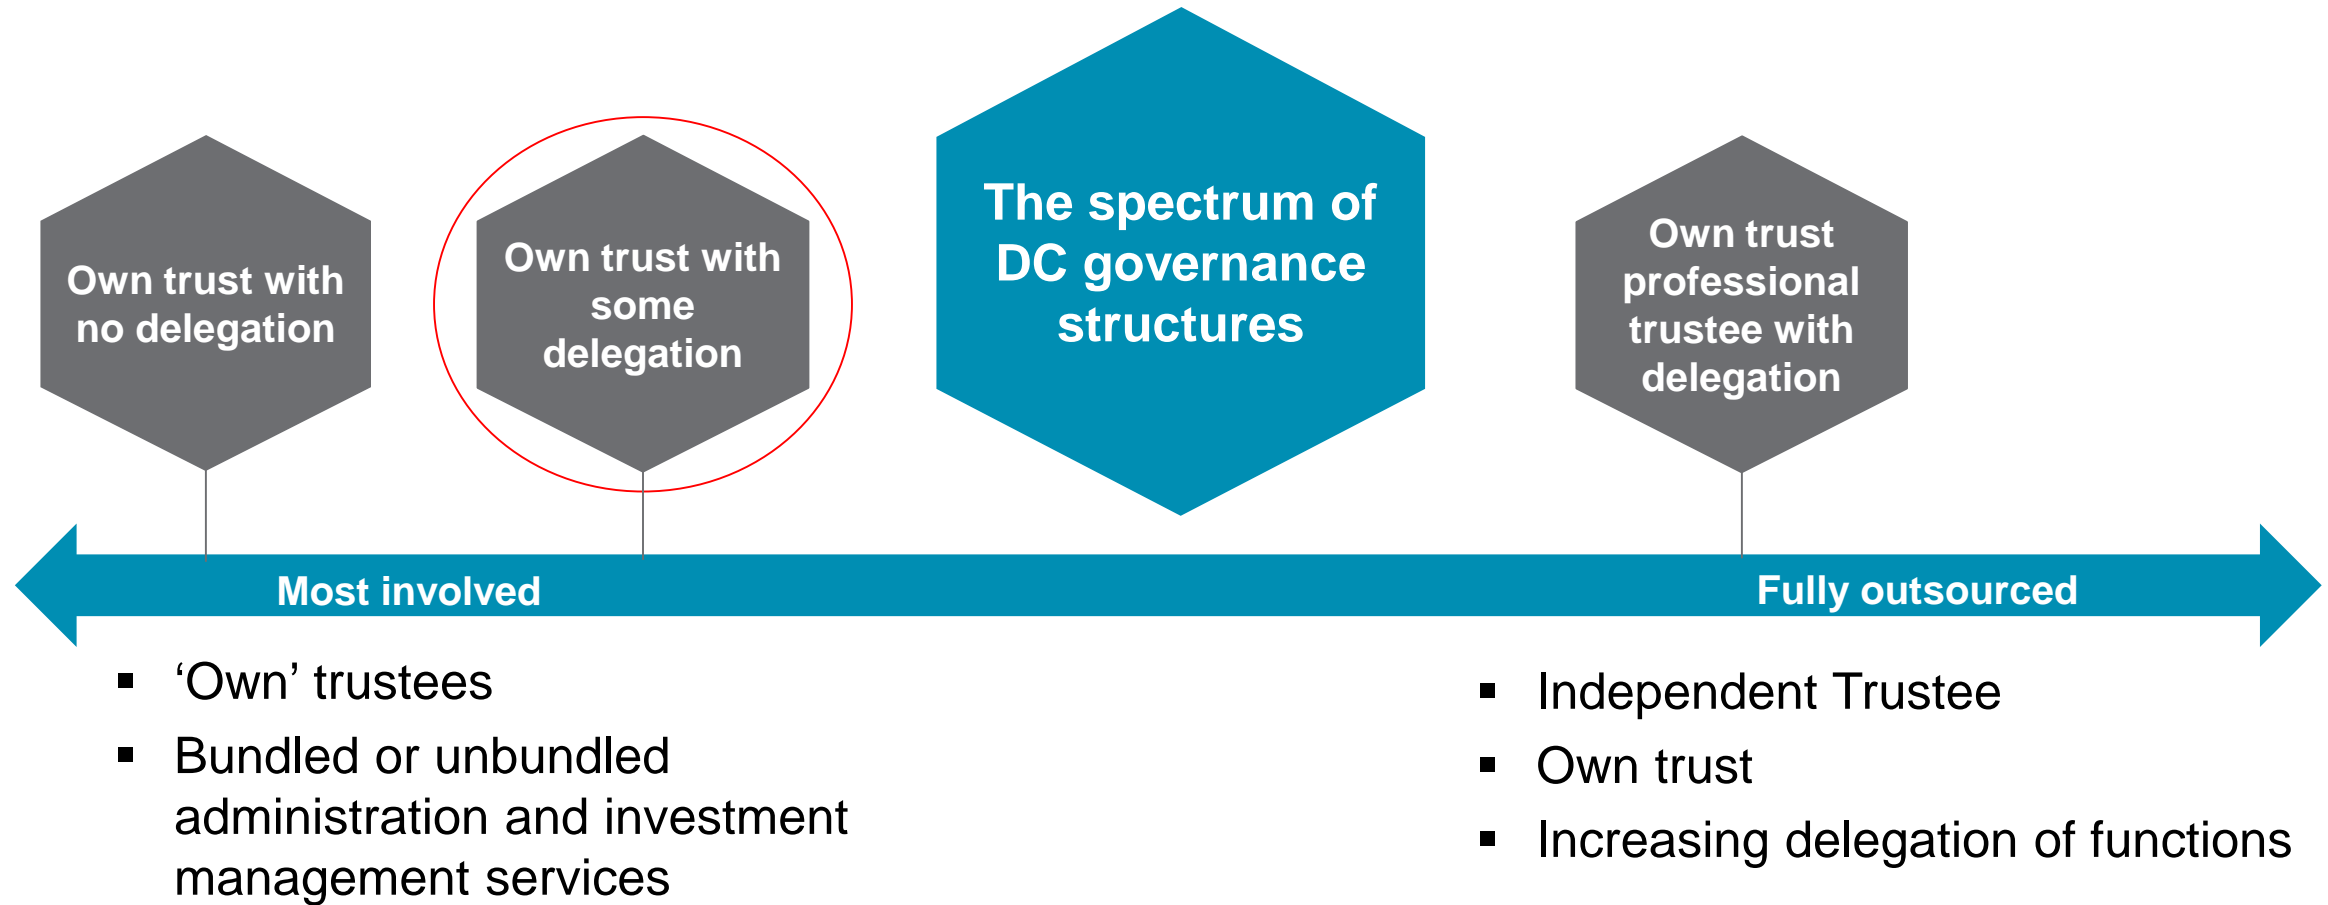 Own trust with
no delegation
Own trust with
some
delegation
The spectrum of
DC governance
structures
Own trust
professional
trustee with
delegation
Most involved
Fully outsourced
▪ ‘Own’ trustees
▪ Bundled or unbundled
administration and investment
management services
▪ Independent Trustee
▪ Own trust
▪ Increasing delegation of functions